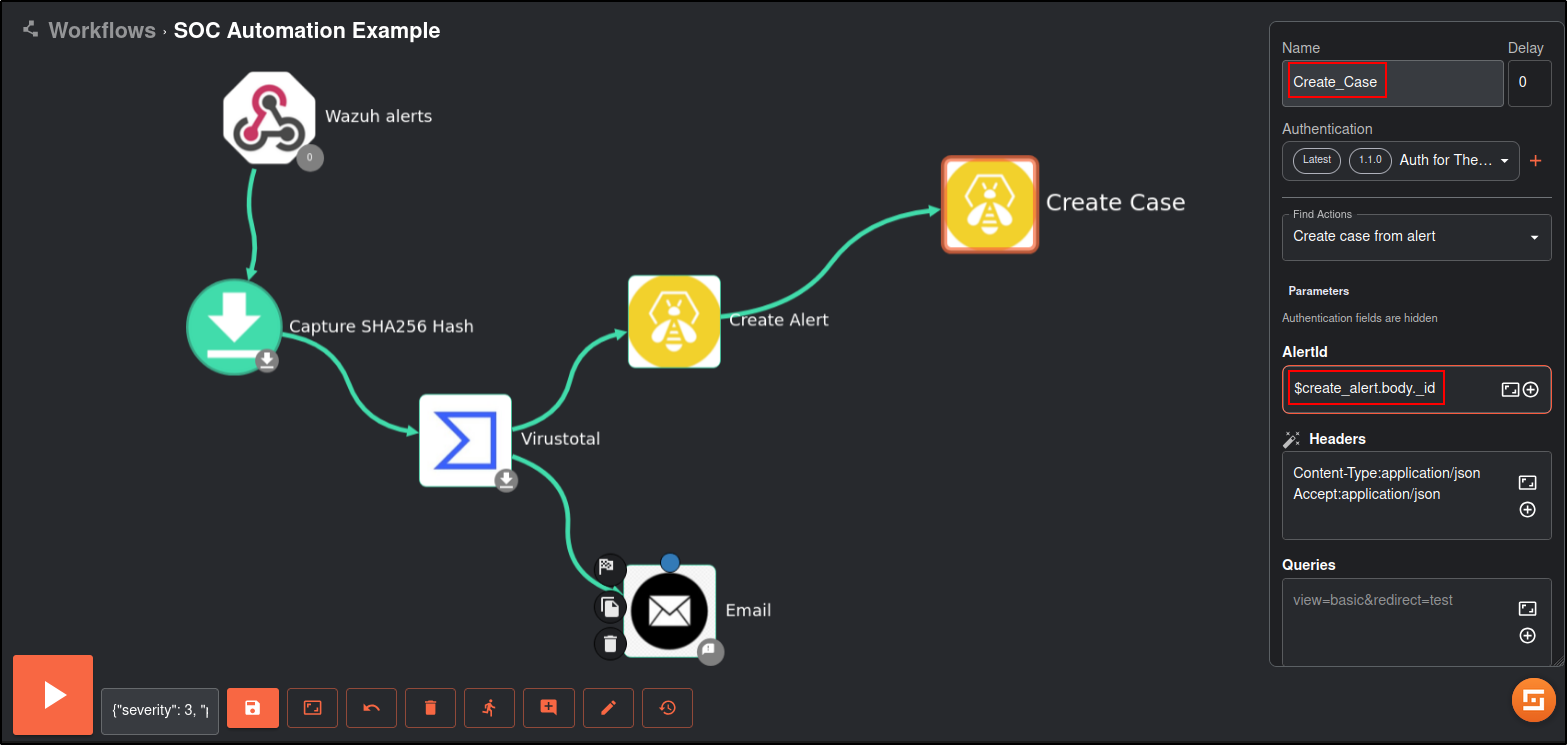 Workflows › SOC Automation Example
Wazuh alerts
0
Capture SHA256 Hash
Virustotal
Create Alert
Create Case
Email
{"severity": 3, "p
Name
Delay
Create_Case
0
Authentication
Latest
1.1.0
Auth for The...
Find Actions
Create case from alert
Parameters
Authentication fields are hidden
AlertId
$create_alert.body._id
Headers
Content-Type:application/json
Accept:application/json
Queries
view=basic&redirect=test